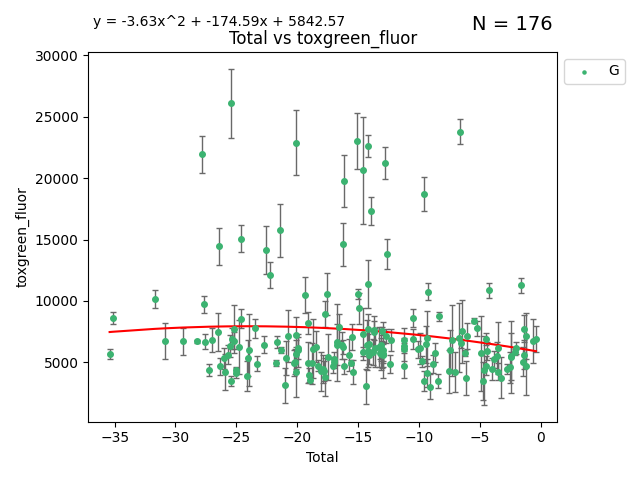 y = -3.63x^2 + -174.59x + 5842.57
N = 176
Total vs toxgreen_fluor
G
toxgreen_fluor
30000
25000
20000
15000
10000
5000
−35 −30 −25 −20 −15 −10 −5 0
Total